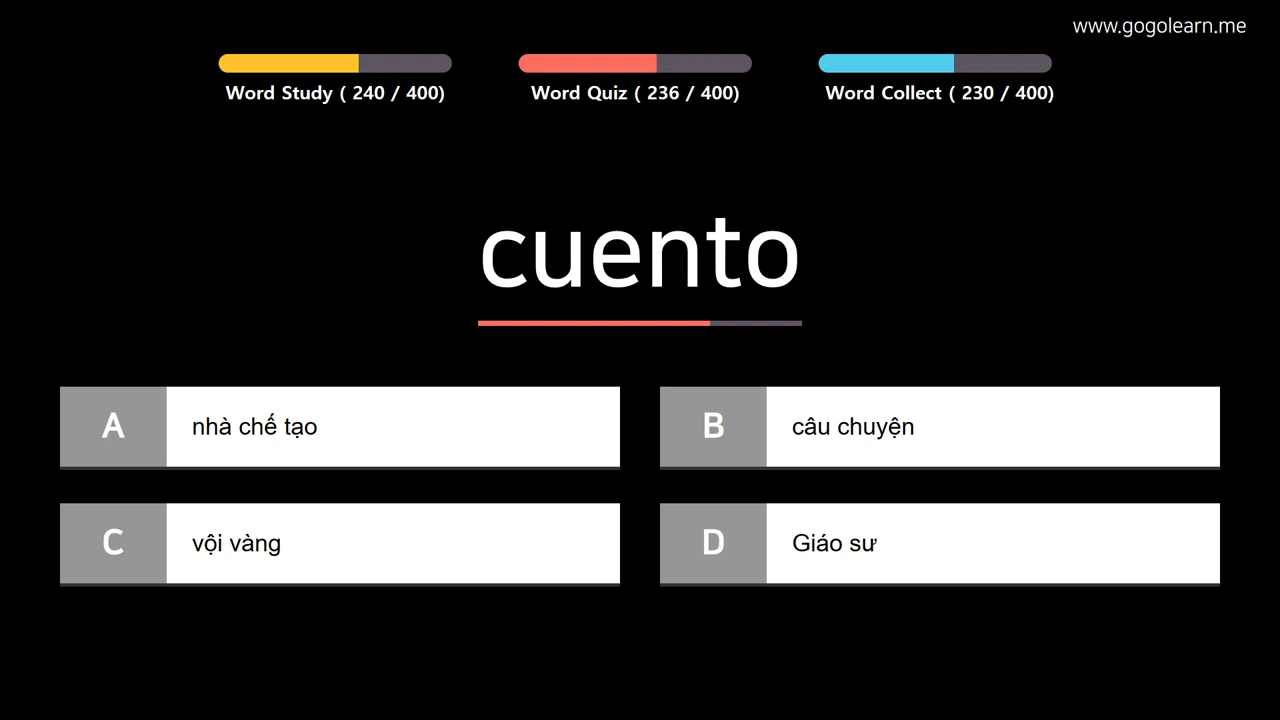 www.gogolearn.me
Word Study ( 240 / 400)
Word Quiz ( 236 / 400)
Word Collect ( 230 / 400)
cuento
A nhà chế tạo
B câu chuyện
C vội vàng
D Giáo sư